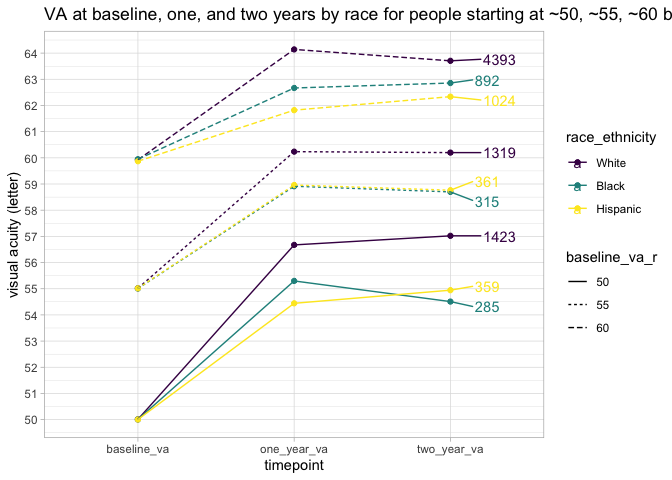 VA at baseline, one, and two years by race for people starting at ~50, ~55, ~60 b
64
63
62
61
60
59
58
57
56
55
54
53
52
51
50
visual acuity (letter)
4393
892
1024
1319
361
315
1423
359
285
baseline_va
one_year_va
two_year_va
timepoint
race_ethnicity
White
Black
Hispanic
baseline_va_r
50
55
60